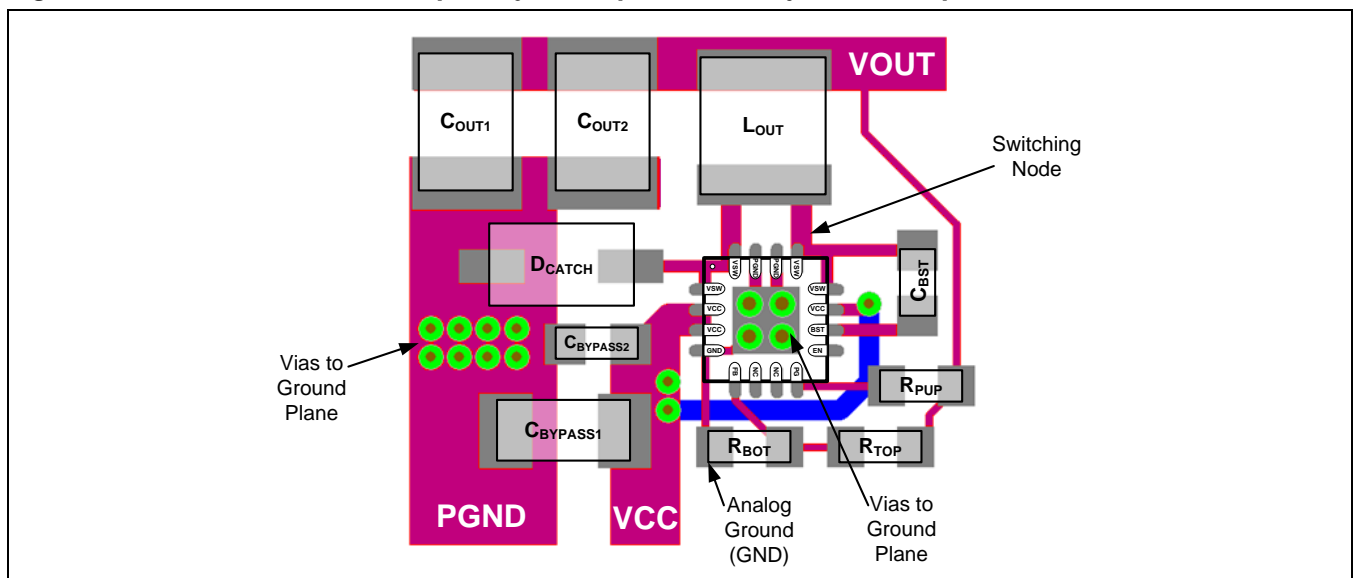 VOUT
COUT1
COUT2
LOUT
Switching
Node
DCATCH
CBST
VSW
PGND
PGND
VSW
VSW
VCC
VCC
GND
VSW
VCC
BST
EN
FB
NC
NC
PG
CBYPASS2
Vias to
Ground
Plane
RPUP
CBYPASS1
RBOT
RTOP
PGND
VCC
Analog
Ground
(GND)
Vias to
Ground
Plane